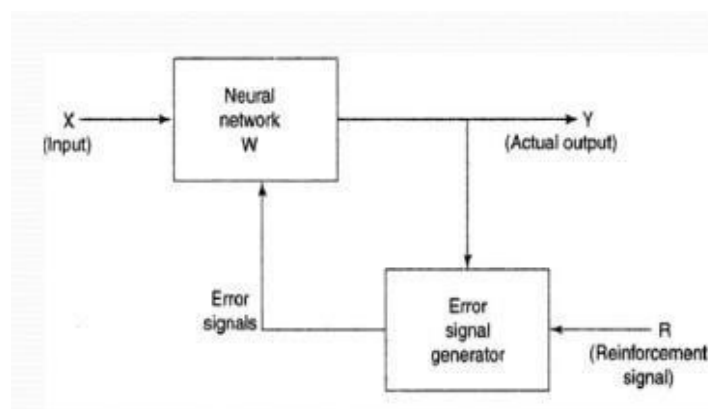 Neural
network
W
X
(Input)
Y
(Actual output)
Error
signals
Error
signal
generator
R
(Reinforcement
signal)